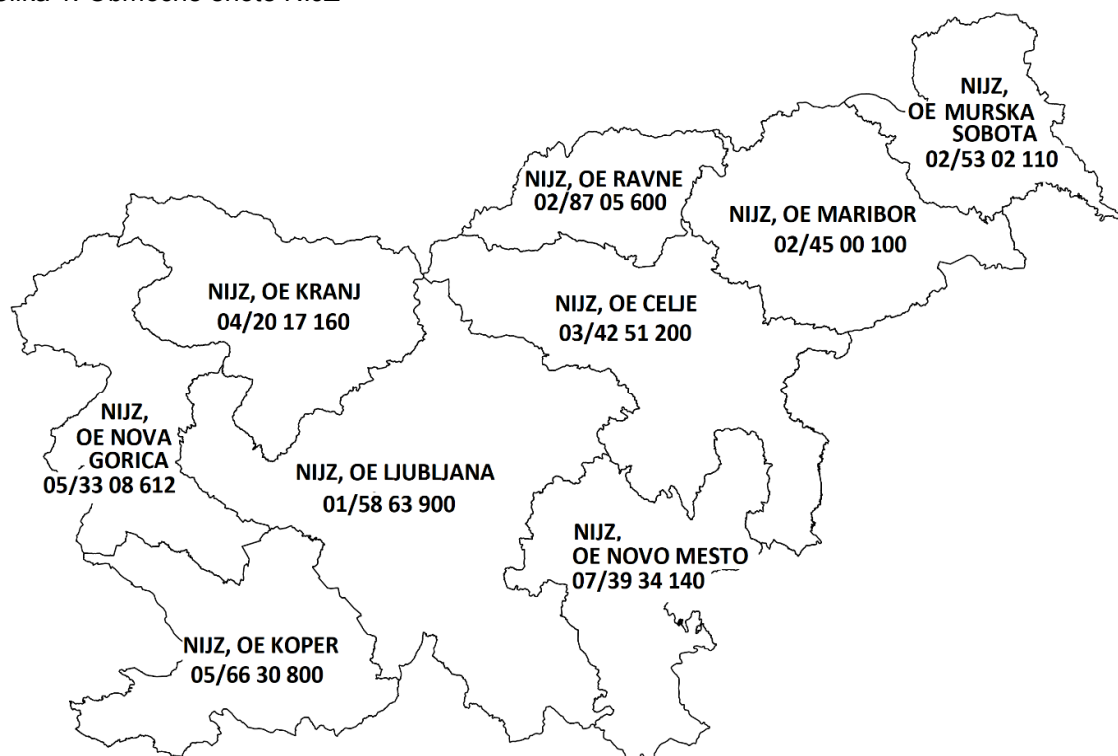 NIJZ,
OE MURSKA
SOBOTA
02/53 02 110
NIJZ, OE RAVNE
02/87 05 600
NIJZ, OE MARIBOR
02/45 00 100
NIJZ, OE KRANJ
04/20 17 160
NIJZ, OE CELJE
03/42 51 200
NIJZ,
OE NOVA
GORICA
05/33 08 612
NIJZ, OE LJUBLJANA
01/58 63 900
NIJZ,
OE NOVO MESTO
07/39 34 140
NIJZ, OE KOPER
05/66 30 800